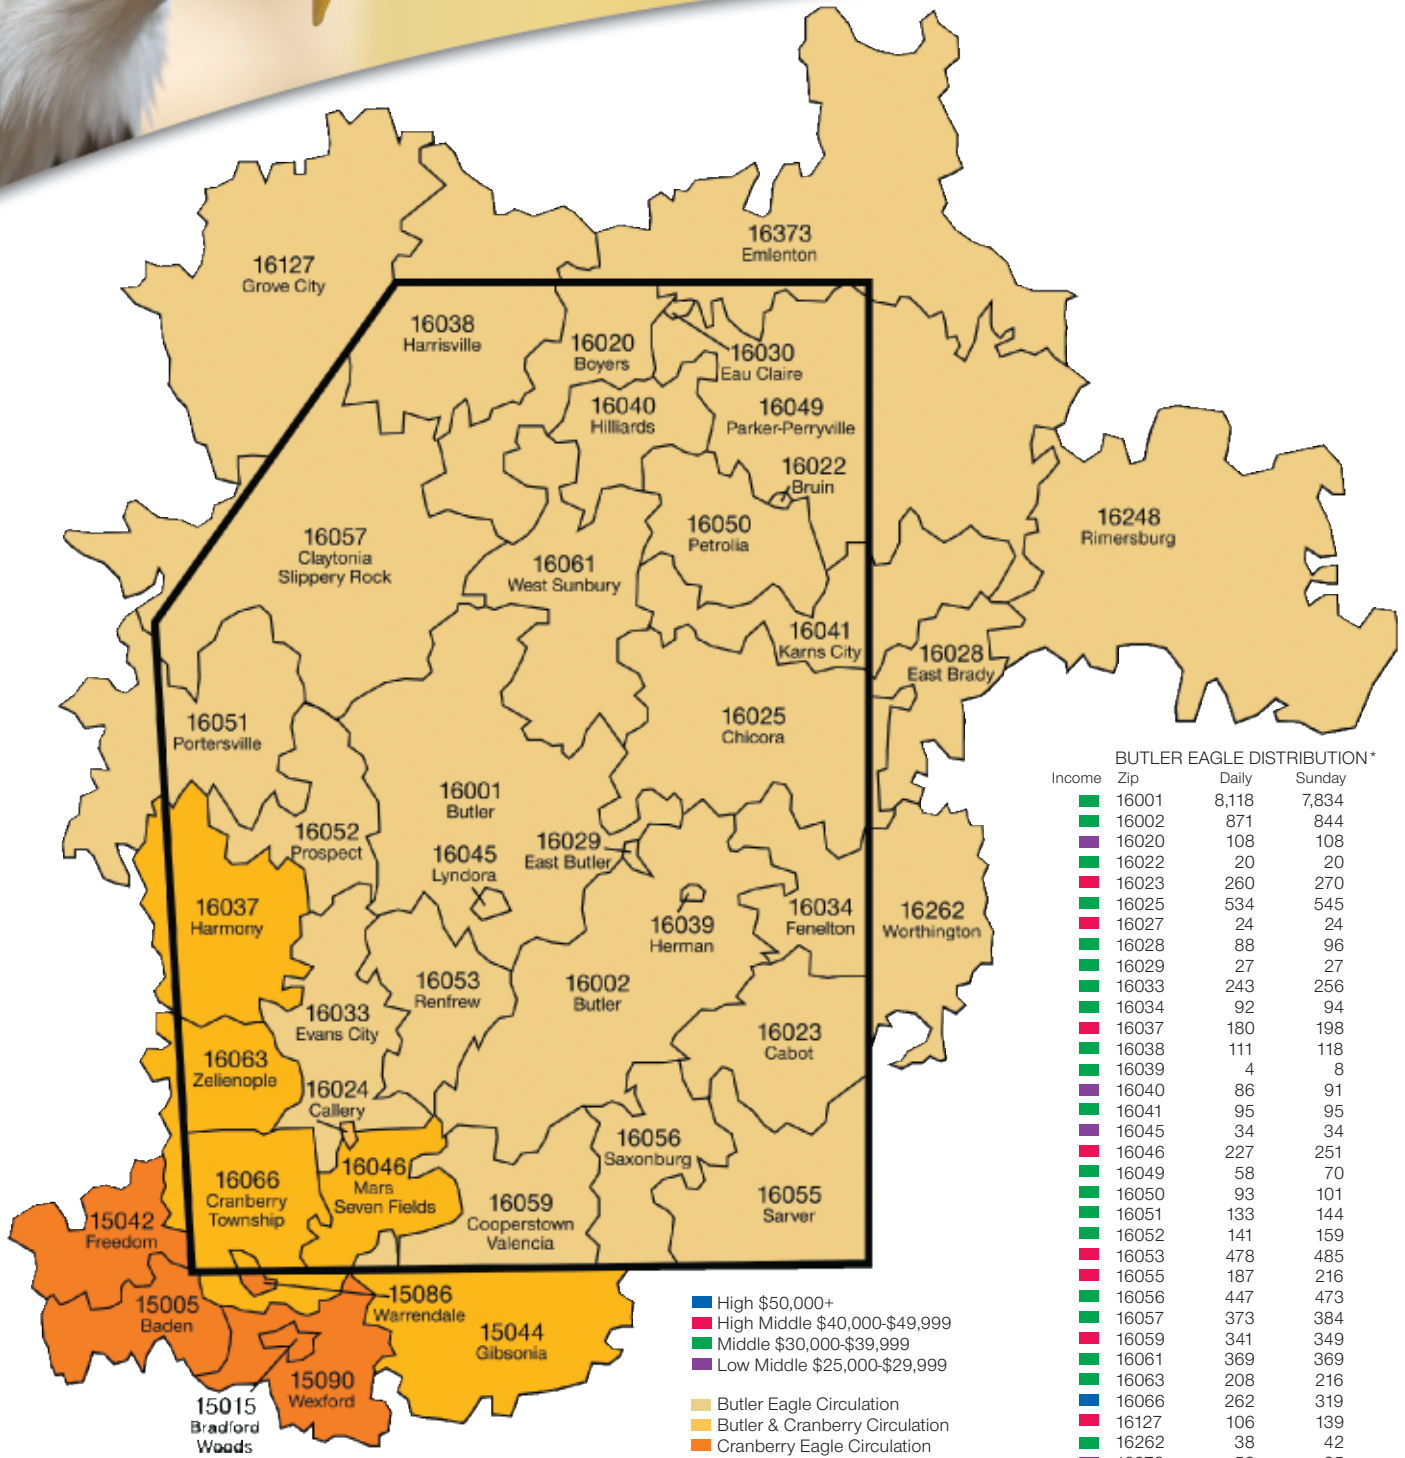 16373
Emlenton
16127
Grove City
16038
Harrisville
16020
Boyers
16030
Eau Claire
16040
Hilliards
16049
Parker-Perryville
16022
Bruin
16057
Claytonia
Slippery Rock
16050
Petrolia
16248
Rimersburg
16061
West Sunbury
16041
Karns City
16028
East Brady
16051
Portersville
16025
Chicora
16001
Butler
16052
Prospect
16045
Lyndora
16029
East Butler
16037
Harmony
16039
Herman
16034
Fenelton
16262
Worthington
16053
Renfrew
16002
Butler
16033
Evans City
16023
Cabot
16063
Zelienople
16024
Callery
16056
Saxonburg
16066
Cranberry
Township
16046
Mars
Seven Fields
16059
Cooperstown
Valencia
16055
Sarver
15042
Freedom
15005
Baden
15086
Warrendale
15044
Gibsonia
15090
Wexford
15015
Bradford
Woods
High $50,000+
High Middle $40,000-$49,999
Middle $30,000-$39,999
Low Middle $25,000-$29,999
Butler Eagle Circulation
Butler & Cranberry Circulation
Cranberry Eagle Circulation
BUTLER EAGLE DISTRIBUTION*
Income Zip Daily Sunday
16001 8,118 7,834
16002 871 844
16020 108 108
16022 20 20
16023 260 270
16025 534 545
16027 24 24
16028 88 96
16029 27 27
16033 243 256
16034 92 94
16037 180 198
16038 111 118
16039 4 8
16040 86 91
16041 95 95
16045 34 34
16046 227 251
16049 58 70
16050 93 101
16051 133 144
16052 141 159
16053 478 485
16055 187 216
16056 447 473
16057 373 384
16059 341 349
16061 369 369
16063 208 216
16066 262 319
16127 106 139
16262 38 42